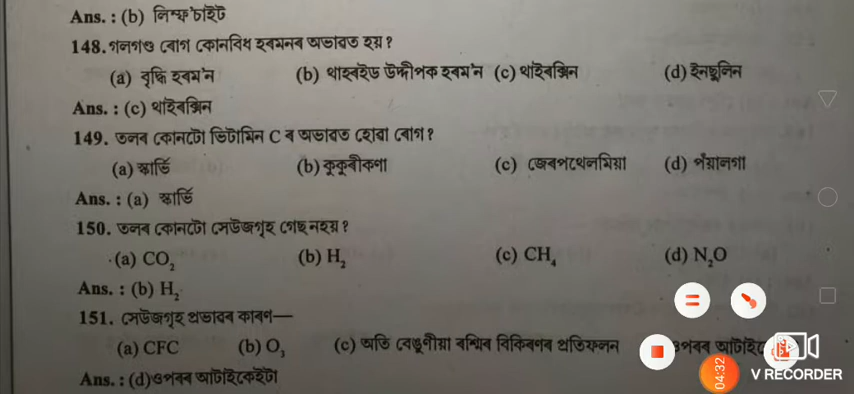 Ans. : (b) লিম্ফ'চাইট
148. গলগণ্ড ৰোগ কোনবিধ হৰমনৰ অভাৱত হয় ?
(a) বৃদ্ধি হৰম'ন (b) থাইৰইড উদ্দীপক হৰম'ন (c) থাইৰক্সিন (d) ইনছুলিন
Ans. : (c) থাইৰক্সিন
149. তলৰ কোনটো ভিটামিন C ৰ অভাৱত হোৱা ৰোগ ?
(a) স্কাৰ্ভি (b) কুকুৰীকণা (c) জেৰপথেলমিয়া (d) পঁয়ালগা
Ans. : (a) স্কাৰ্ভি
150. তলৰ কোনটো সেউজগৃহ গেছ নহয় ?
(a) CO₂ (b) H₂ (c) CH₄ (d) N₂O
Ans. : (b) H₂
151. সেউজগৃহ প্ৰভাৱৰ কাৰণ—
(a) CFC (b) O₃ (c) অতি বেঙুণীয়া ৰশ্মিৰ বিকিৰণৰ প্ৰতিফলন ওপৰৰ
Ans. : (d) ওপৰৰ আটাইকেইটা
04:32
V RECORDER